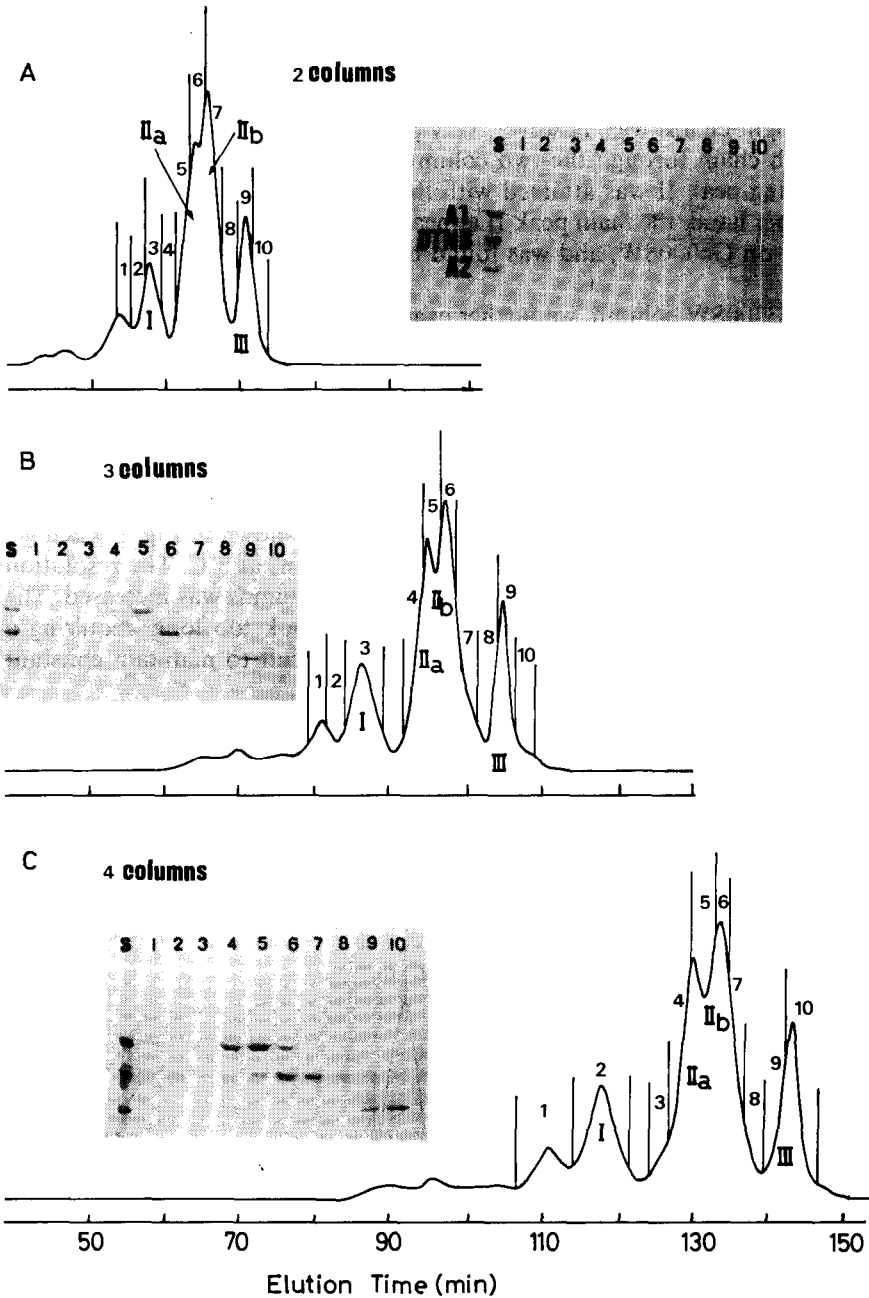 A
2 columns
IIa
IIb
1 2 3 4 5 6 7 8 9 10
I
III
S 1 2 3 4 5 6 7 8 9 10
A1
DTNB
A2
B
3 columns
S 1 2 3 4 5 6 7 8 9 10
1 2 3 4 5 6 7 8 9 10
I
IIa
IIb
III
C
4 columns
S 1 2 3 4 5 6 7 8 9 10
1 2 3 4 5 6 7 8 9 10
I
IIa
IIb
III
50 70 90 110 130 150
Elution Time (min)